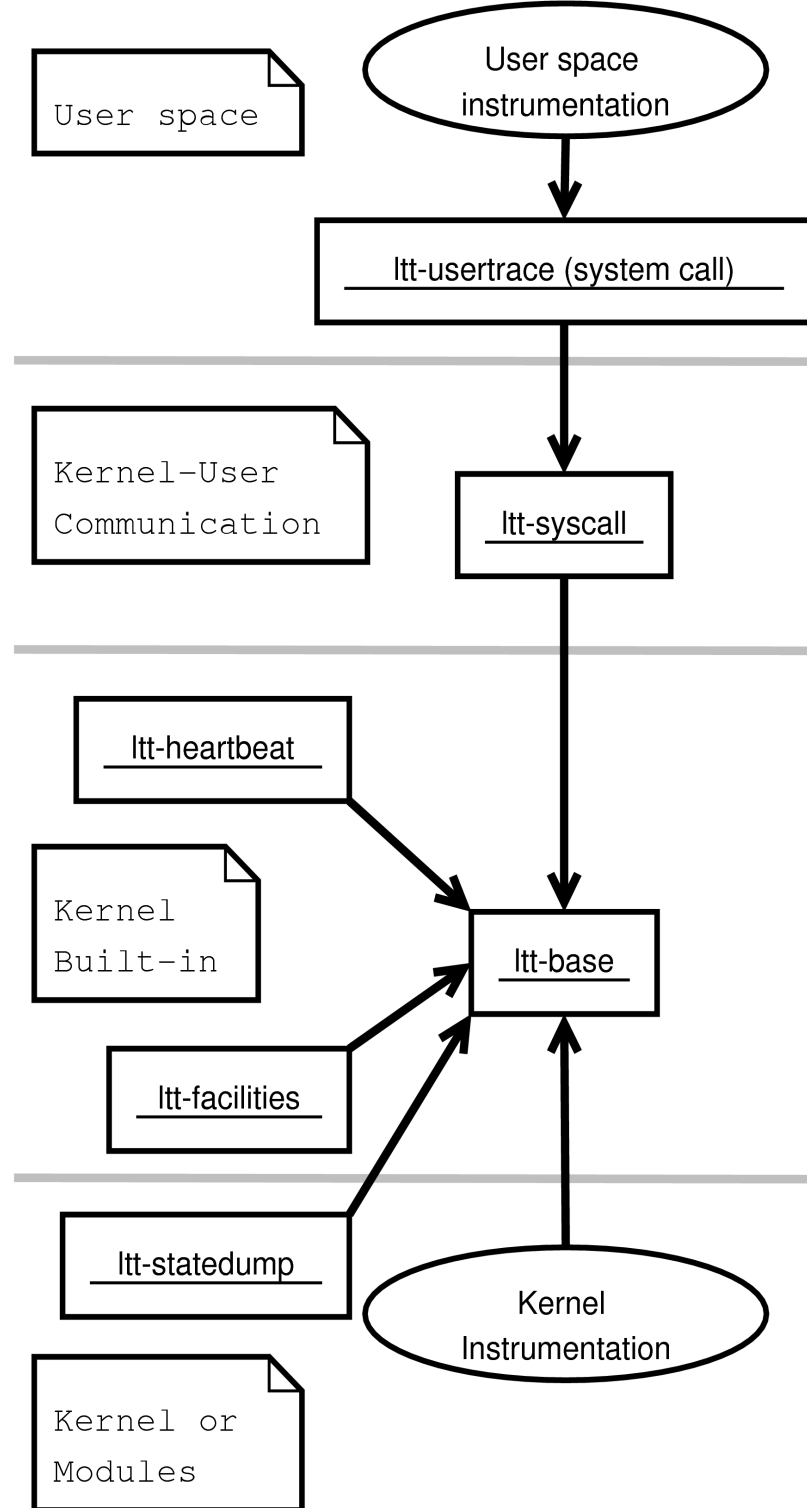 User space
User space
instrumentation
ltt-usertrace (system call)
Kernel-User
Communication
ltt-syscall
ltt-heartbeat
Kernel
Built-in
ltt-base
ltt-facilities
ltt-statedump
Kernel
Instrumentation
Kernel or
Modules